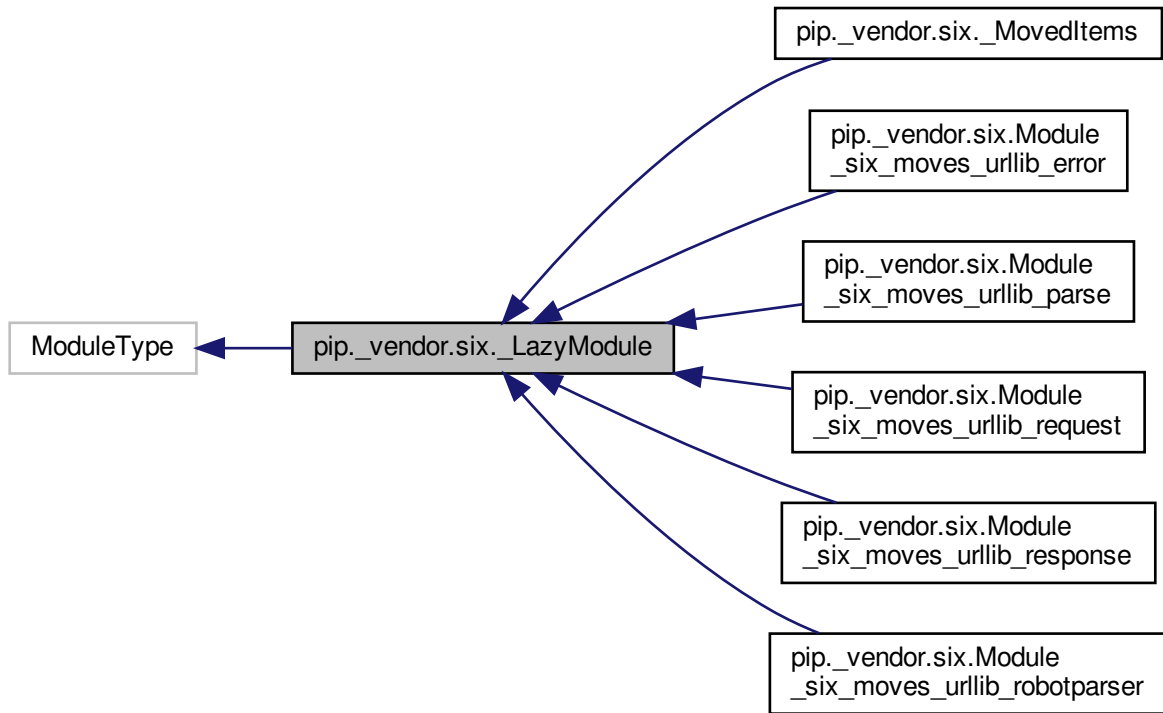 pip._vendor.six._MovedItems
pip._vendor.six.Module
_six_moves_urllib_error
pip._vendor.six.Module
_six_moves_urllib_parse
ModuleType
pip._vendor.six._LazyModule
pip._vendor.six.Module
_six_moves_urllib_request
pip._vendor.six.Module
_six_moves_urllib_response
pip._vendor.six.Module
_six_moves_urllib_robotparser